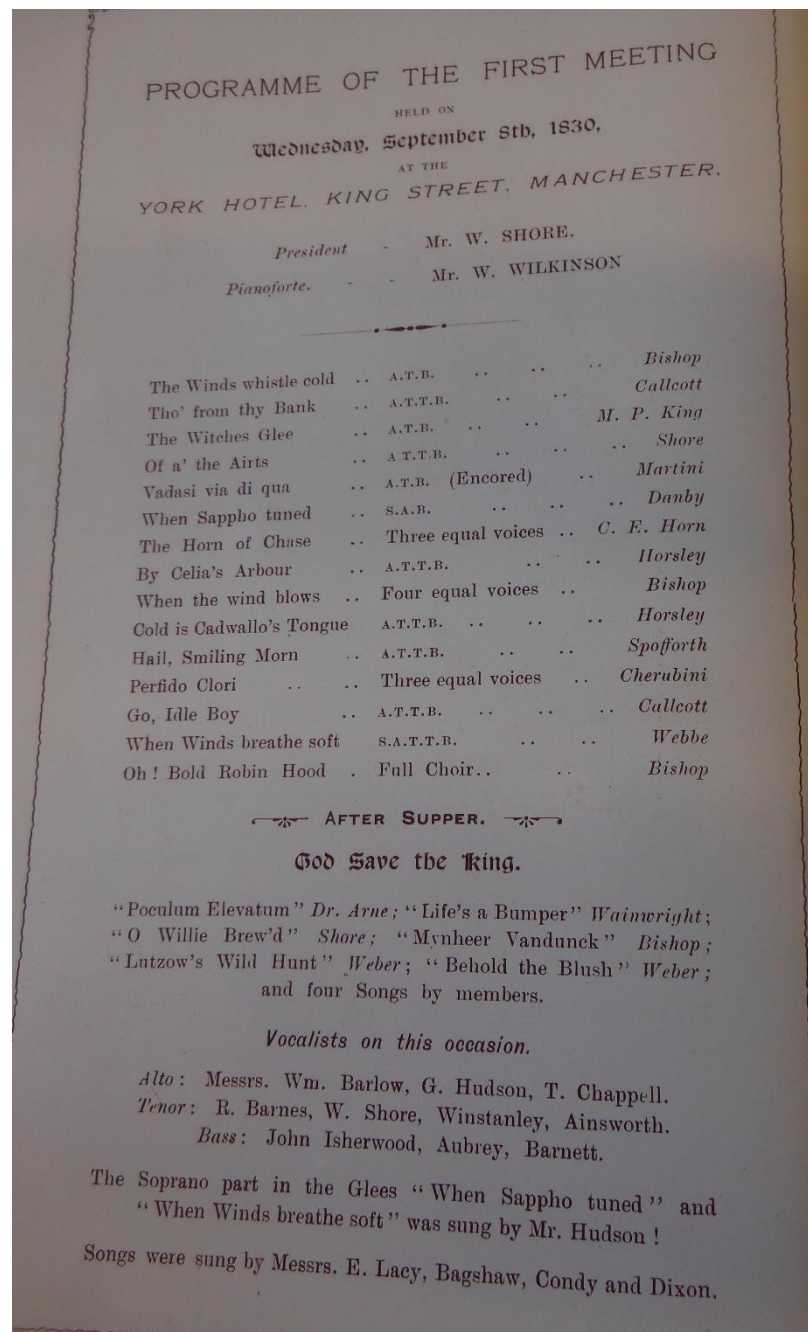 PROGRAMME OF THE FIRST MEETING
HELD ON
Wednesday, September 8th, 1830,
AT THE
YORK HOTEL, KING STREET, MANCHESTER.
President - Mr. W. SHORE.
Pianoforte. - - Mr. W. WILKINSON
The Winds whistle cold .. A.T.B. .. .. .. Bishop
Tho' from thy Bank .. A.T.T.B. .. .. Callcott
The Witches Glee .. A.T.B. .. .. M. P. King
Of a' the Airts .. A T.T.B. .. .. .. Shore
Vadasi via di qua .. A.T.B. (Encored) .. Martini
When Sappho tuned .. S.A.B. .. .. .. Danby
The Horn of Chase .. Three equal voices .. C. E. Horn
By Celia's Arbour .. A.T.T.B. .. .. Horsley
When the wind blows .. Four equal voices .. Bishop
Cold is Cadwallo's Tongue A.T.T.B. .. .. .. Horsley
Hail, Smiling Morn .. A.T.T.B. .. .. Spofforth
Perfido Clori .. .. Three equal voices .. Cherubini
Go, Idle Boy .. A.T.T.B. .. .. .. Callcott
When Winds breathe soft S.A.T.T.B. .. .. Webbe
Oh! Bold Robin Hood . Full Choir.. .. Bishop
AFTER SUPPER.
God Save the King.
"Poculum Elevatum" Dr. Arne; "Life's a Bumper" Wainwright;
"O Willie Brew'd" Shore; "Mynheer Vandunck" Bishop;
"Lutzow's Wild Hunt" Weber; "Behold the Blush" Weber;
and four Songs by members.
Vocalists on this occasion.
Alto: Messrs. Wm. Barlow, G. Hudson, T. Chappell.
Tenor: R. Barnes, W. Shore, Winstanley, Ainsworth.
Bass: John Isherwood, Aubrey, Barnett.
The Soprano part in the Glees "When Sappho tuned" and
"When Winds breathe soft" was sung by Mr. Hudson!
Songs were sung by Messrs. E. Lacy, Bagshaw, Condy and Dixon.